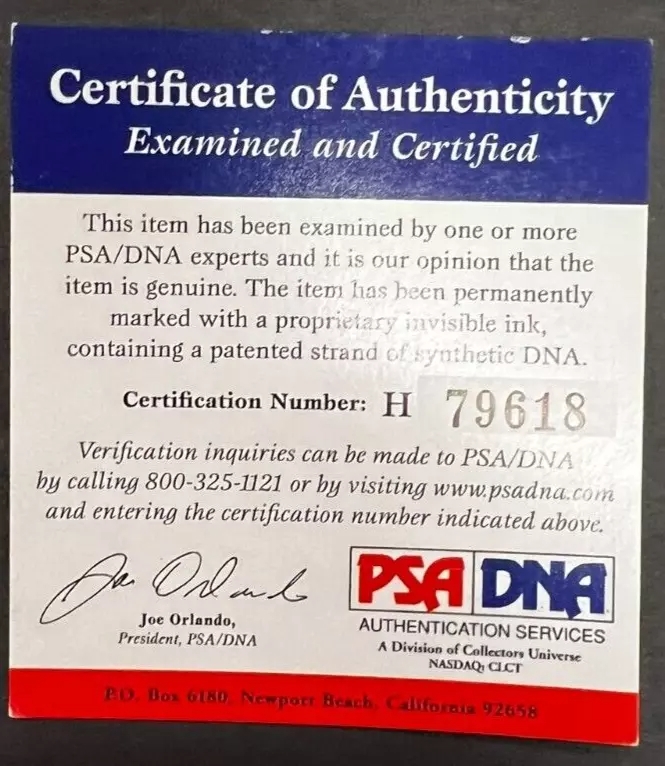 Certificate of Authenticity
Examined and Certified
This item has been examined by one or more
PSA/DNA experts and it is our opinion that the
item is genuine. The item has been permanently
marked with a proprietary invisible ink,
containing a patented strand of synthetic DNA.
Certification Number: H 79618
Verification inquiries can be made to PSA/DNA
by calling 800-325-1121 or by visiting www.psadna.com
and entering the certification number indicated above.
Joe Orlando
Joe Orlando,
President, PSA/DNA
PSA DNA
AUTHENTICATION SERVICES
A Division of Collectors Universe
NASDAQ: CLCT
P.O. Box 6180, Newport Beach, California 92658